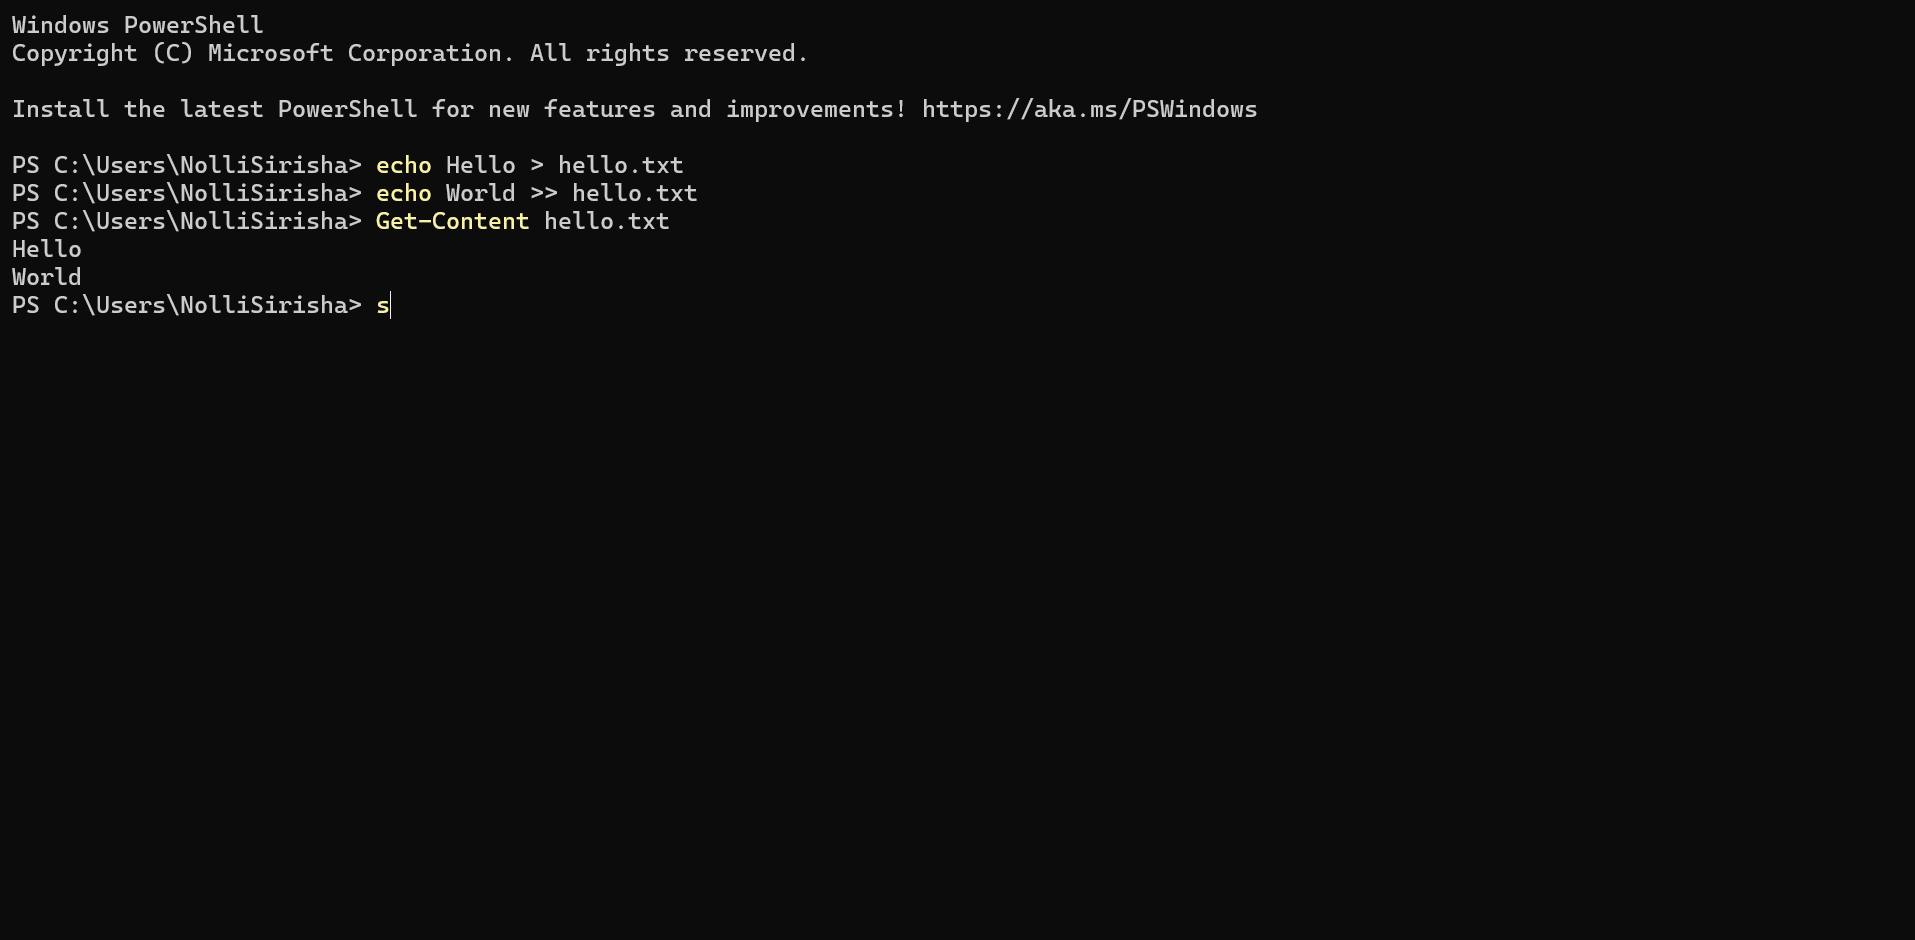 Windows PowerShell
Copyright (C) Microsoft Corporation. All rights reserved.
Install the latest PowerShell for new features and improvements! https://aka.ms/PSWindows
PS C:\Users\NolliSirisha> echo Hello > hello.txt
PS C:\Users\NolliSirisha> echo World >> hello.txt
PS C:\Users\NolliSirisha> Get-Content hello.txt
Hello
World
PS C:\Users\NolliSirisha> s